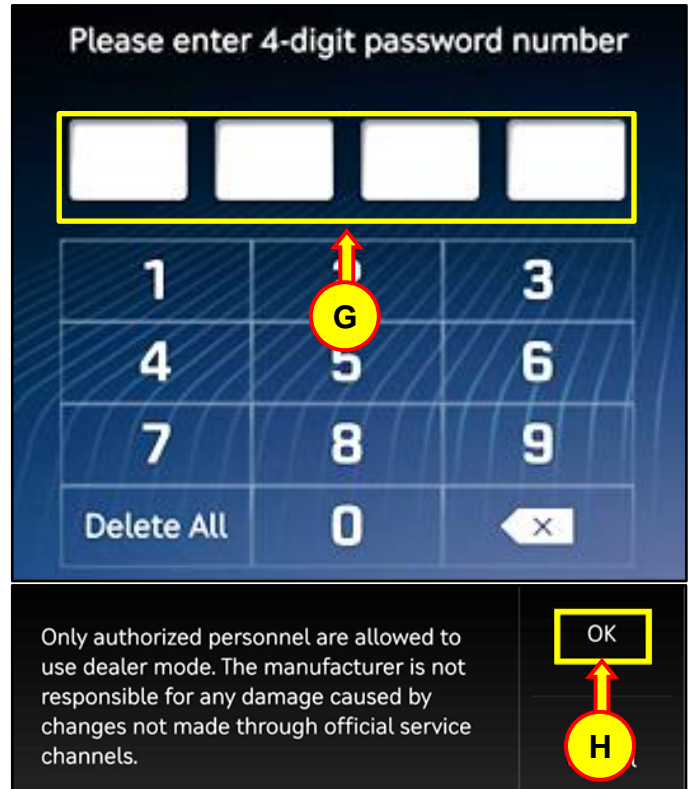 Please enter 4-digit password number
1 3
G
4 5 6
7 8 9
Delete All 0 ×
Only authorized personnel are allowed to
use dealer mode. The manufacturer is not
responsible for any damage caused by
changes not made through official service
channels.
OK
H